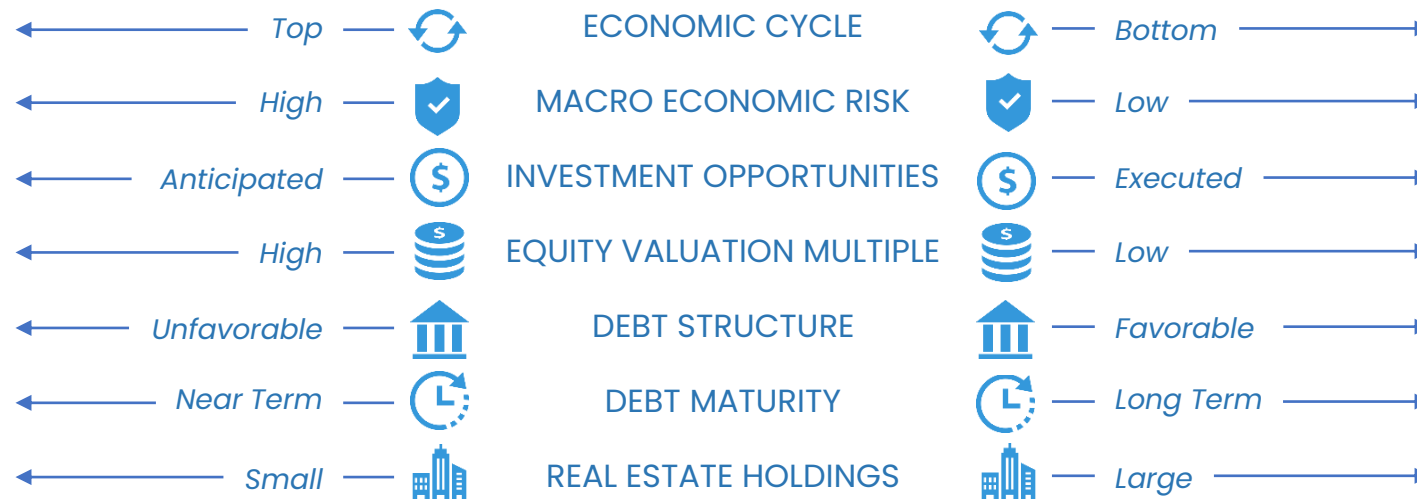 Top ECONOMIC CYCLE Bottom
High MACRO ECONOMIC RISK Low
Anticipated $ INVESTMENT OPPORTUNITIES $ Executed
High $ EQUITY VALUATION MULTIPLE $ Low
Unfavorable DEBT STRUCTURE Favorable
Near Term DEBT MATURITY Long Term
Small REAL ESTATE HOLDINGS Large